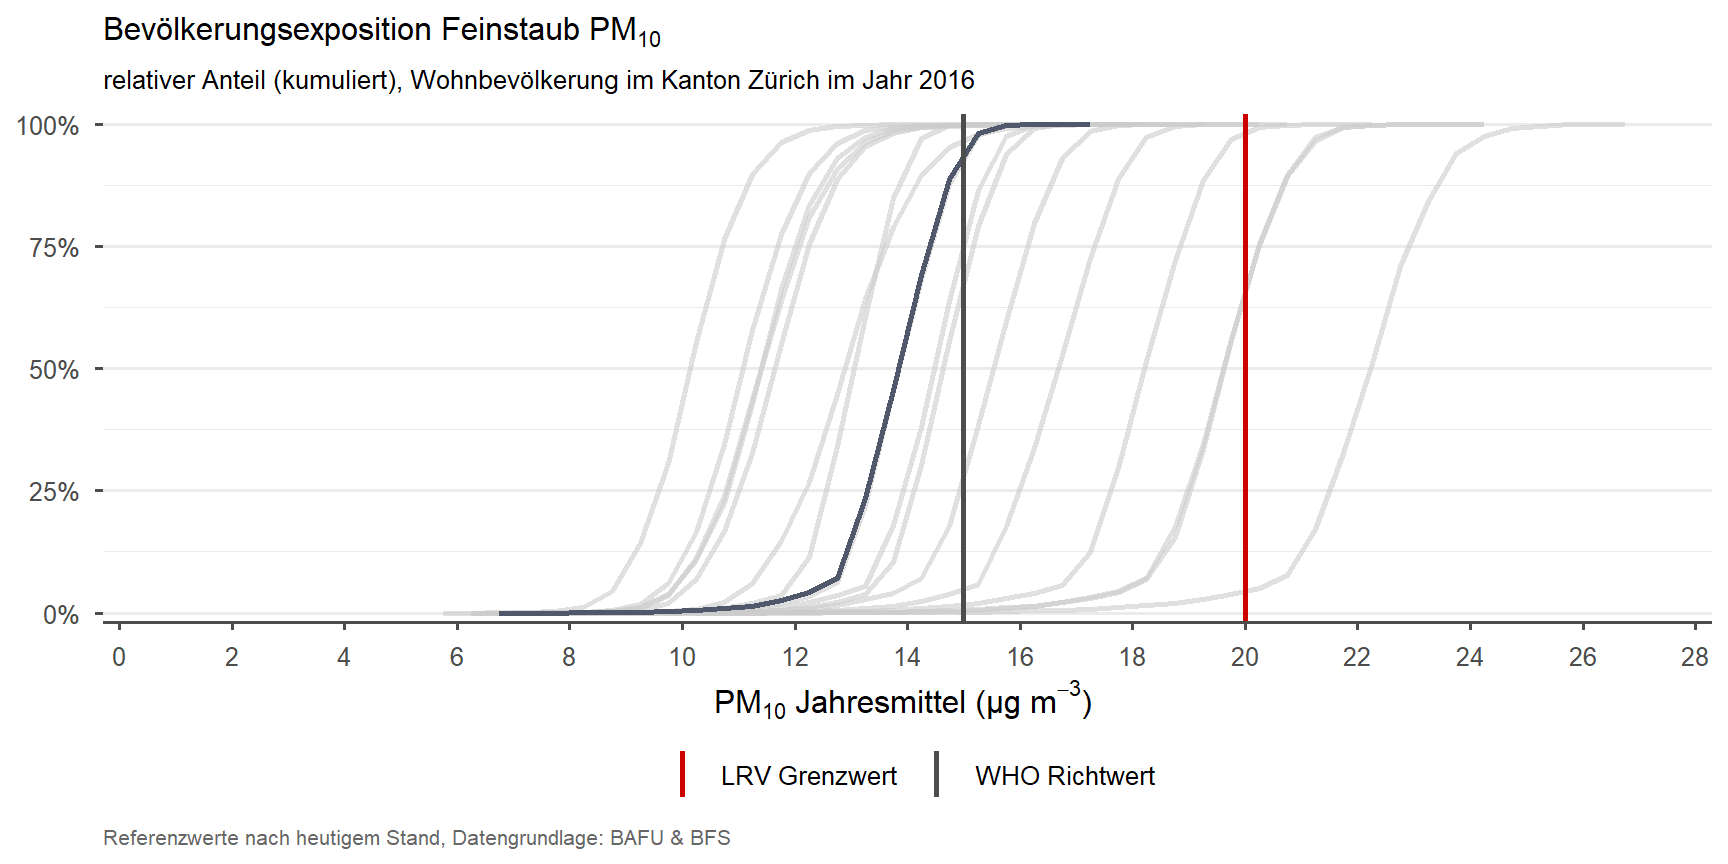 Bevölkerungsexposition Feinstaub PM₁₀
relativer Anteil (kumuliert), Wohnbevölkerung im Kanton Zürich im Jahr 2016
100%
75%
50%
25%
0%
0 2 4 6 8 10 12 14 16 18 20 22 24 26 28
PM₁₀ Jahresmittel (µg m⁻³)
LRV Grenzwert WHO Richtwert
Referenzwerte nach heutigem Stand, Datengrundlage: BAFU & BFS